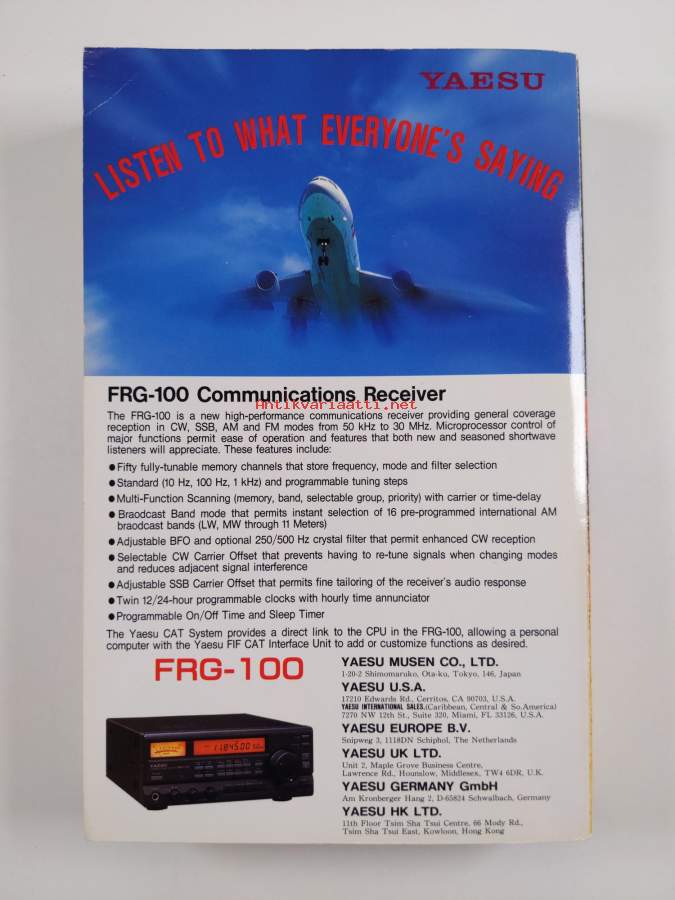 YAESU
LISTEN TO WHAT EVERYONE'S SAYING
FRG-100 Communications Receiver
Antikvariaatti.net
The FRG-100 is a new high-performance communications receiver providing general coverage
reception in CW, SSB, AM and FM modes from 50 kHz to 30 MHz. Microprocessor control of
major functions permit ease of operation and features that both new and seasoned shortwave
listeners will appreciate. These features include:
● Fifty fully-tunable memory channels that store frequency, mode and filter selection
● Standard (10 Hz, 100 Hz, 1 kHz) and programmable tuning steps
● Multi-Function Scanning (memory, band, selectable group, priority) with carrier or time-delay
● Braodcast Band mode that permits instant selection of 16 pre-programmed international AM
braodcast bands (LW, MW through 11 Meters)
● Adjustable BFO and optional 250/500 Hz crystal filter that permit enhanced CW reception
● Selectable CW Carrier Offset that prevents having to re-tune signals when changing modes
and reduces adjacent signal interference
● Adjustable SSB Carrier Offset that permits fine tailoring of the receiver's audio response
● Twin 12/24-hour programmable clocks with hourly time annunciator
● Programmable On/Off Time and Sleep Timer
The Yaesu CAT System provides a direct link to the CPU in the FRG-100, allowing a personal
computer with the Yaesu FIF CAT Interface Unit to add or customize functions as desired.
FRG-100
YAESU
1184500
YAESU MUSEN CO., LTD.
1-20-2 Shimomaruko, Ota-ko, Tokyo, 146, Japan
YAESU U.S.A.
17210 Edwards Rd., Cerritos, CA 90703, U.S.A.
YAESU INTERNATIONAL SALES.(Caribbean, Central & So.America)
7270 NW 12th St., Suite 320, Miami, FL 33126, U.S.A.
YAESU EUROPE B.V.
Snipweg 3, 1118DN Schiphol, The Netherlands
YAESU UK LTD.
Unit 2, Maple Grove Business Centre,
Lawrence Rd., Hounslow, Middlesex, TW4 6DR, U.K.
YAESU GERMANY GmbH
Am Kronberger Hang 2, D-65824 Schwalbach, Germany
YAESU HK LTD.
11th Floor Tsim Sha Tsui Centre, 66 Mody Rd.,
Tsim Sha Tsui East, Kowloon, Hong Kong